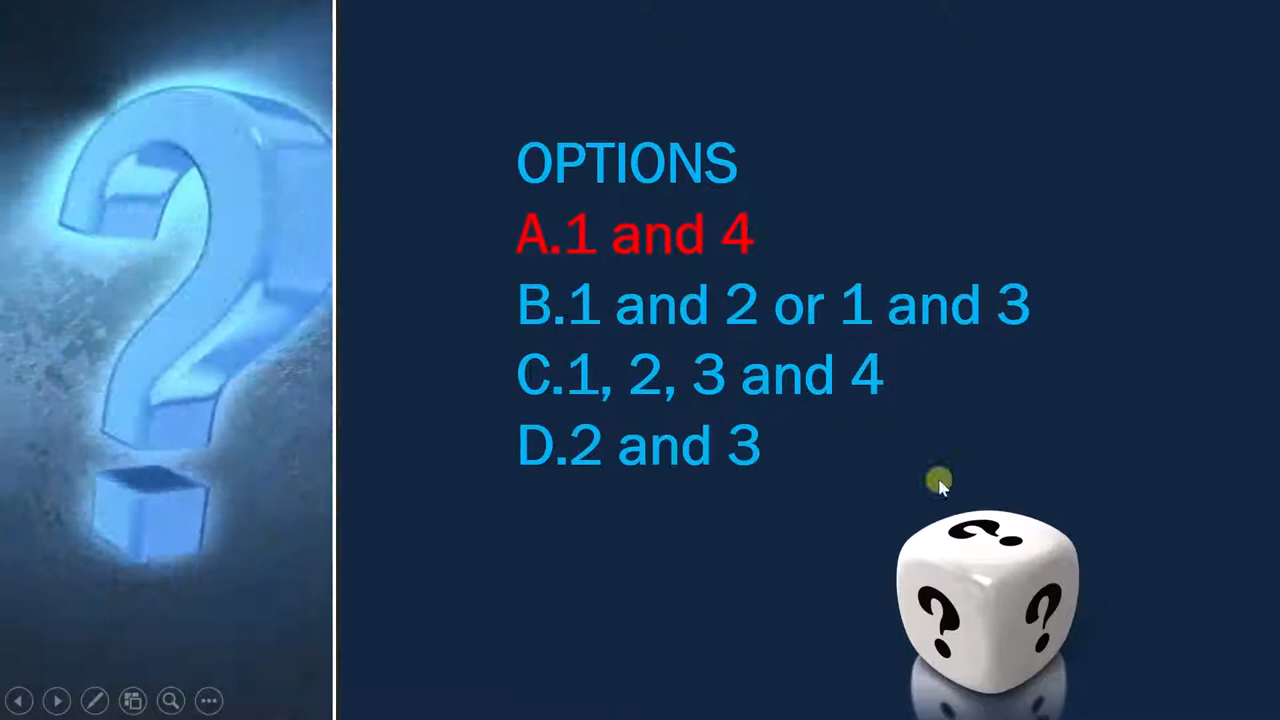 OPTIONS
A.1 and 4
B.1 and 2 or 1 and 3
C.1, 2, 3 and 4
D.2 and 3